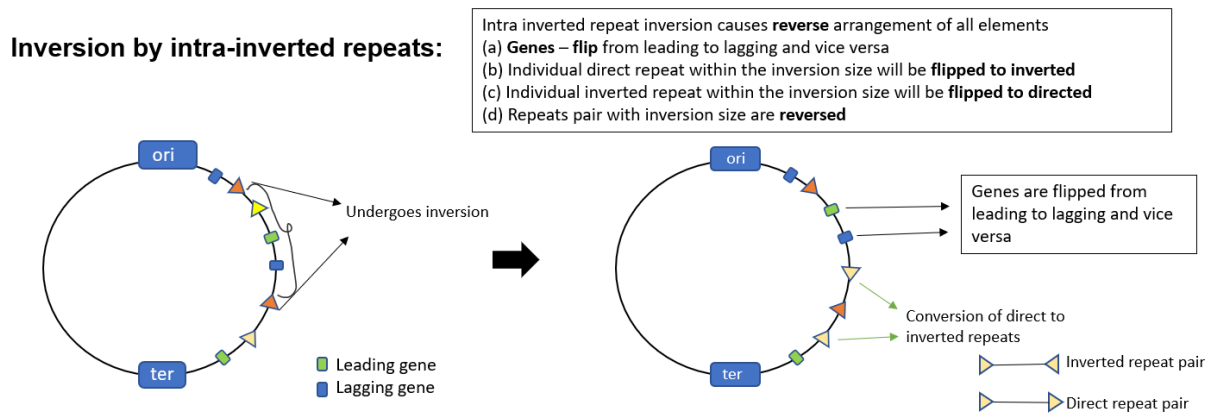 Inversion by intra-inverted repeats:
Intra inverted repeat inversion causes reverse arrangement of all elements
(a) Genes – flip from leading to lagging and vice versa
(b) Individual direct repeat within the inversion size will be flipped to inverted
(c) Individual inverted repeat within the inversion size will be flipped to directed
(d) Repeats pair with inversion size are reversed
ori
Undergoes inversion
ter
Leading gene
Lagging gene
ori
Genes are flipped from
leading to lagging and vice
versa
Conversion of direct to
inverted repeats
ter
Inverted repeat pair
Direct repeat pair